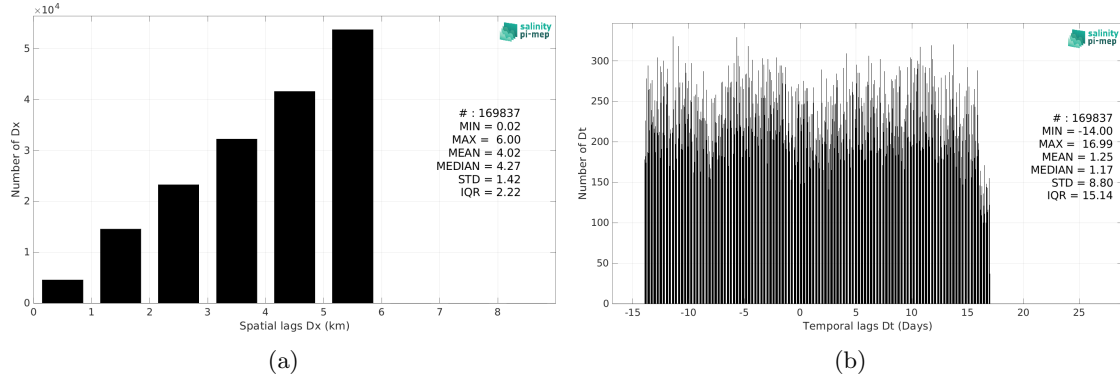 ×10⁴
5
4
3
2
1
0
Number of Dx
0 1 2 3 4 5 6 7 8
Spatial lags Dx (km)
salinity
pi-mep
# : 169837
MIN = 0.02
MAX = 6.00
MEAN = 4.02
MEDIAN = 4.27
STD = 1.42
IQR = 2.22
(a)
300
250
200
150
100
50
0
Number of Dt
-15 -10 -5 0 5 10 15 20 25
Temporal lags Dt (Days)
salinity
pi-mep
# : 169837
MIN = -14.00
MAX = 16.99
MEAN = 1.25
MEDIAN = 1.17
STD = 8.80
IQR = 15.14
(b)